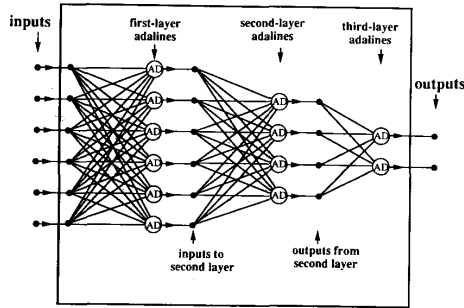 inputs
first-layer
adalines
second-layer
adalines
third-layer
adalines
outputs
AD
AD
AD
AD
AD
AD
AD
AD
AD
AD
AD
AD
inputs to
second layer
outputs from
second layer